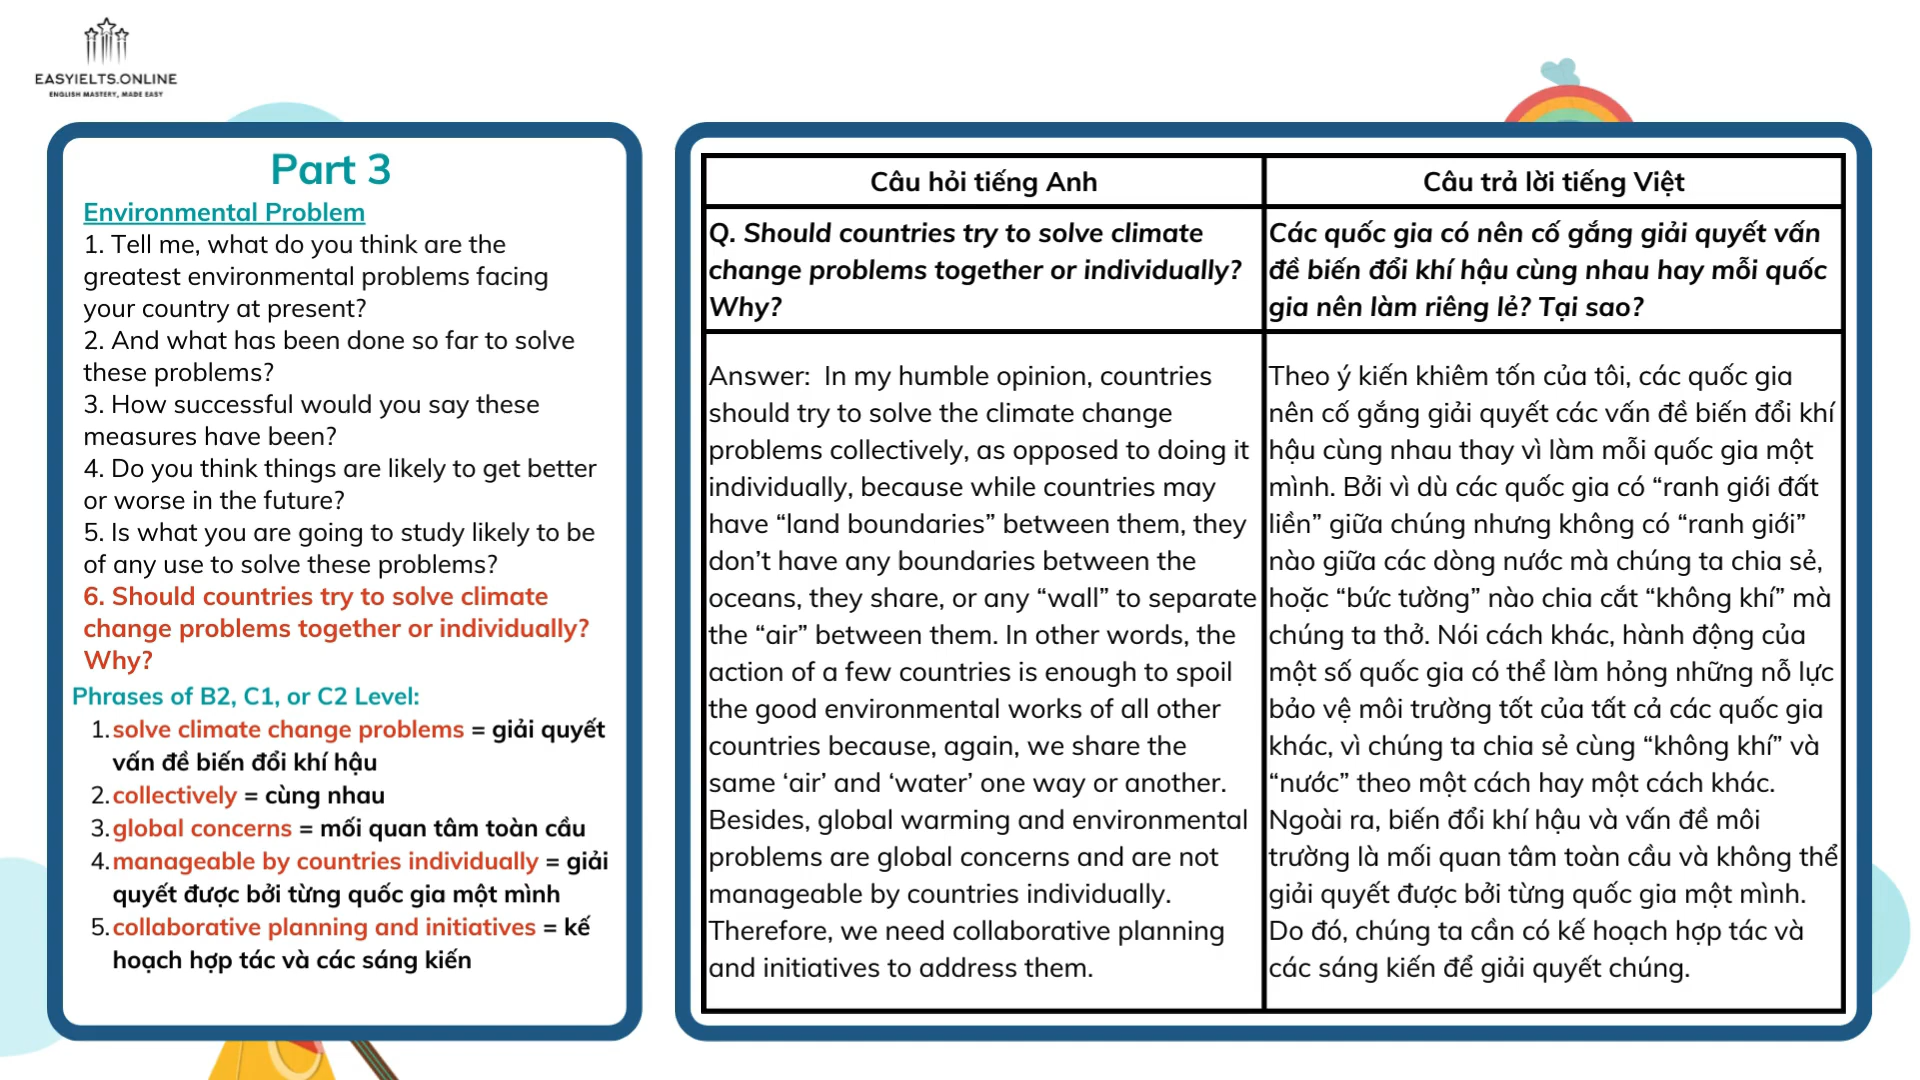 EASYIELTS.ONLINE
ENGLISH MASTERY, MADE EASY
Part 3
Environmental Problem
1. Tell me, what do you think are the
greatest environmental problems facing
your country at present?
2. And what has been done so far to solve
these problems?
3. How successful would you say these
measures have been?
4. Do you think things are likely to get better
or worse in the future?
5. Is what you are going to study likely to be
of any use to solve these problems?
6. Should countries try to solve climate
change problems together or individually?
Why?
Phrases of B2, C1, or C2 Level:
1. solve climate change problems = giải quyết
vấn đề biến đổi khí hậu
2. collectively = cùng nhau
3. global concerns = mối quan tâm toàn cầu
4. manageable by countries individually = giải
quyết được bởi từng quốc gia một mình
5. collaborative planning and initiatives = kế
hoạch hợp tác và các sáng kiến
Câu hỏi tiếng Anh
Q. Should countries try to solve climate
change problems together or individually?
Why?
Answer:  In my humble opinion, countries
should try to solve the climate change
problems collectively, as opposed to doing it
individually, because while countries may
have “land boundaries” between them, they
don’t have any boundaries between the
oceans, they share, or any “wall” to separate
the “air” between them. In other words, the
action of a few countries is enough to spoil
the good environmental works of all other
countries because, again, we share the
same ‘air’ and ‘water’ one way or another.
Besides, global warming and environmental
problems are global concerns and are not
manageable by countries individually.
Therefore, we need collaborative planning
and initiatives to address them.
Câu trả lời tiếng Việt
Các quốc gia có nên cố gắng giải quyết vấn
đề biến đổi khí hậu cùng nhau hay mỗi quốc
gia nên làm riêng lẻ? Tại sao?
Theo ý kiến khiêm tốn của tôi, các quốc gia
nên cố gắng giải quyết các vấn đề biến đổi khí
hậu cùng nhau thay vì làm mỗi quốc gia một
mình. Bởi vì dù các quốc gia có “ranh giới đất
liền” giữa chúng nhưng không có “ranh giới”
nào giữa các dòng nước mà chúng ta chia sẻ,
hoặc “bức tường” nào chia cắt “không khí” mà
chúng ta thở. Nói cách khác, hành động của
một số quốc gia có thể làm hỏng những nỗ lực
bảo vệ môi trường tốt của tất cả các quốc gia
khác, vì chúng ta chia sẻ cùng “không khí” và
“nước” theo một cách hay một cách khác.
Ngoài ra, biến đổi khí hậu và vấn đề môi
trường là mối quan tâm toàn cầu và không thể
giải quyết được bởi từng quốc gia một mình.
Do đó, chúng ta cần có kế hoạch hợp tác và
các sáng kiến để giải quyết chúng.